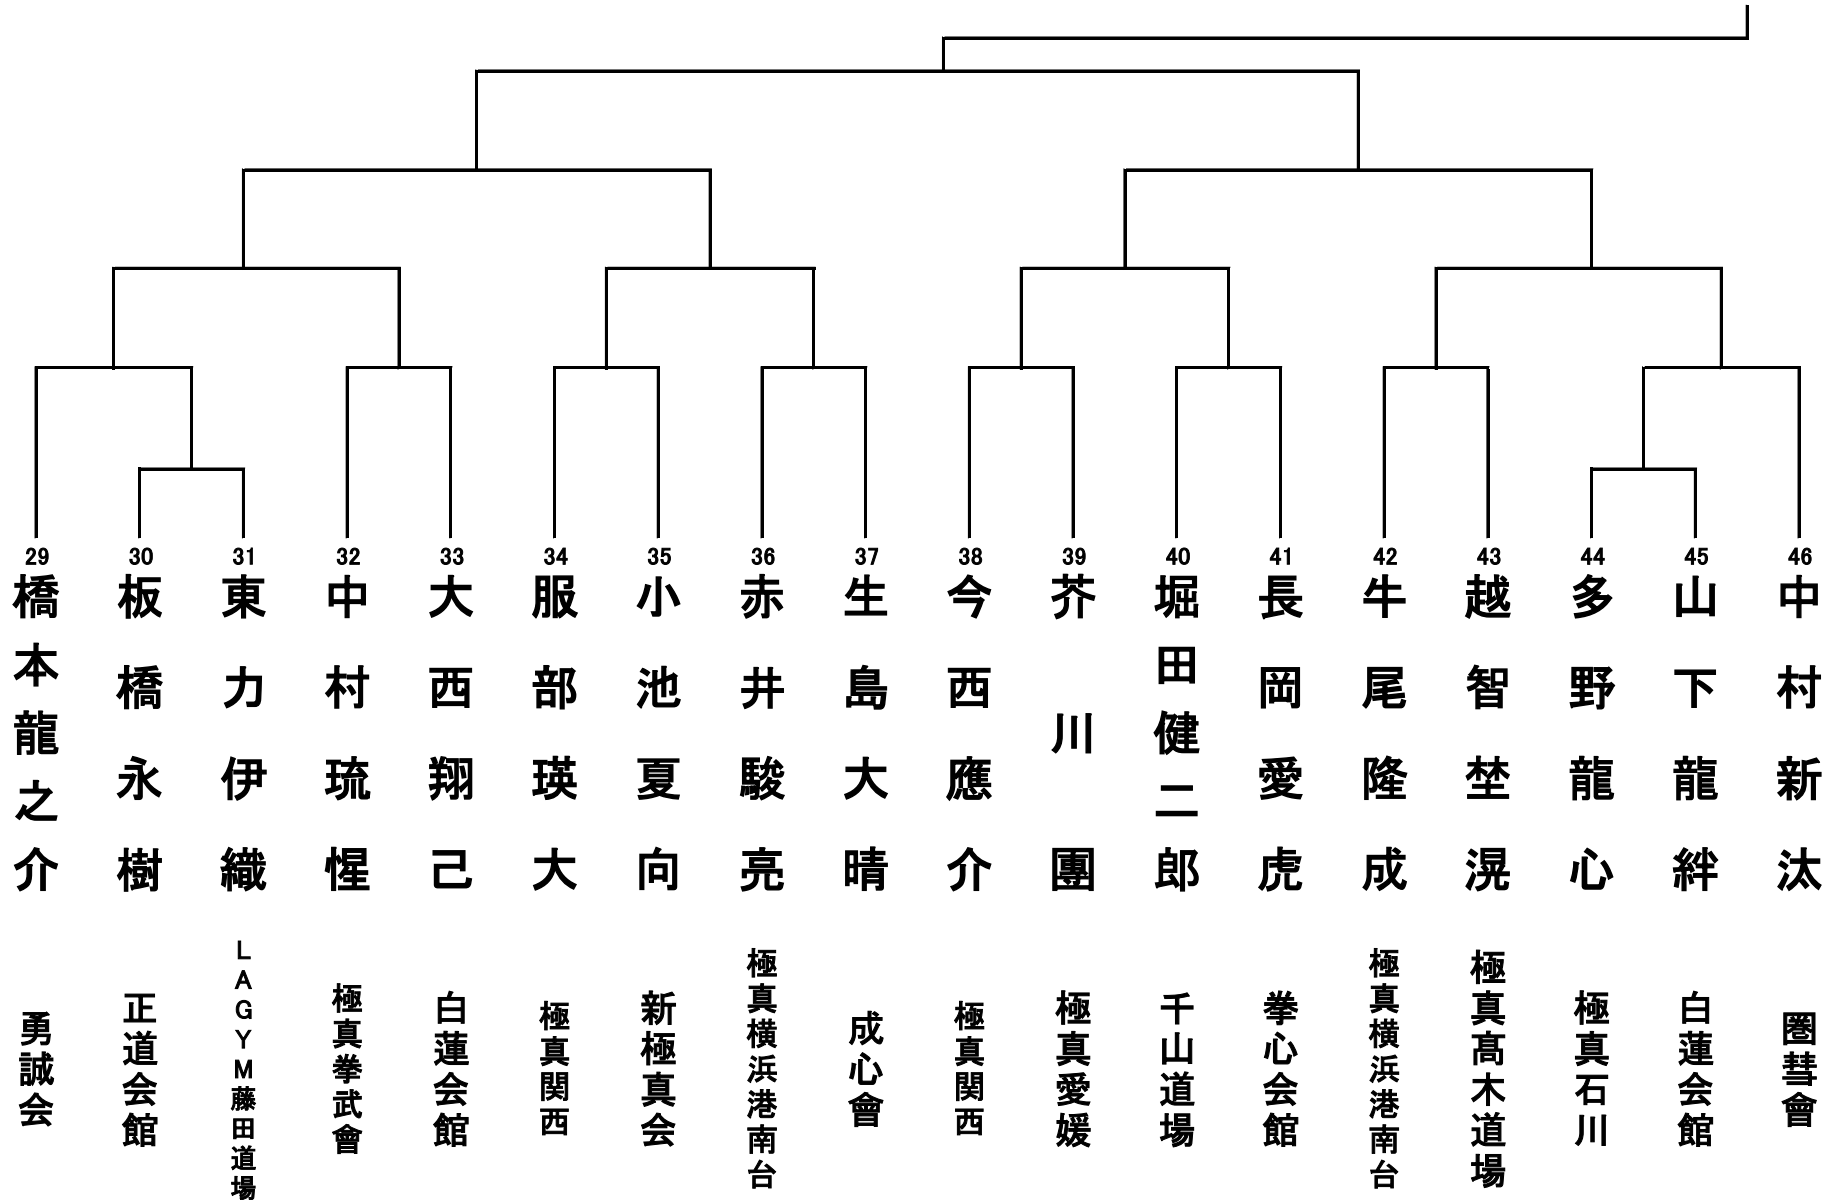 29
橋本龍之介
勇誠会
30
板橋永樹
正道会館
31
東力伊織
LAGYM藤田道場
32
中村琉惺
極真拳武會
33
大西翔己
白蓮会館
34
服部瑛大
極真関西
35
小池夏向
新極真会
36
赤井駿亮
極真横浜港南台
37
生島大晴
成心會
38
今西應介
極真関西
39
芥川團
極真愛媛
40
堀田健二郎
千山道場
41
長岡愛虎
拳心会館
42
牛尾隆成
極真横浜港南台
43
越智埜滉
極真髙木道場
44
多野龍心
極真石川
45
山下龍絆
白蓮会館
46
中村新汰
圏彗會